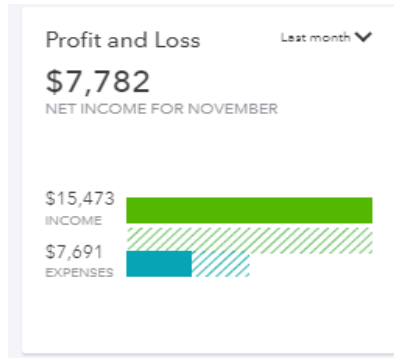 Profit and Loss
Last month
$7,782
NET INCOME FOR NOVEMBER
$15,473
INCOME
$7,691
EXPENSES